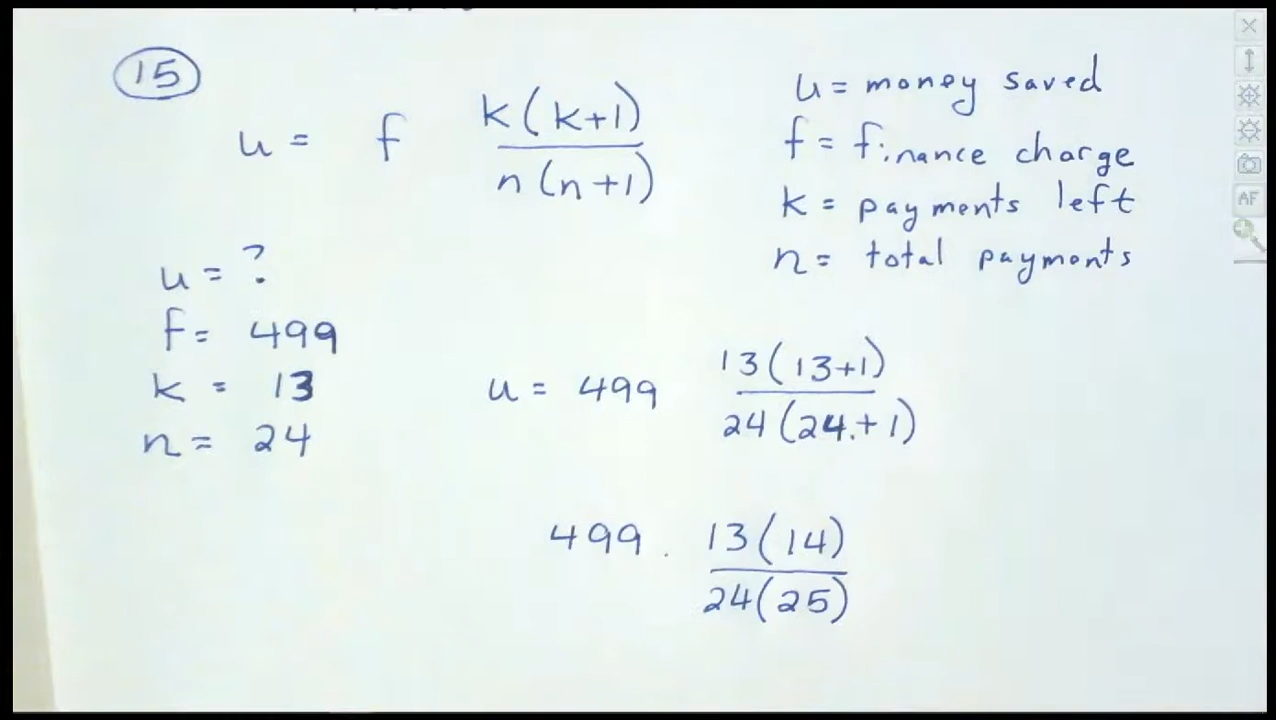 15
u = f k(k+1)
n(n+1)
u = money saved
f = finance charge
k = payments left
n = total payments
u = ?
f = 499
k = 13
n = 24
u = 499 13(13+1)
24(24+1)
499 . 13(14)
24(25)
AF